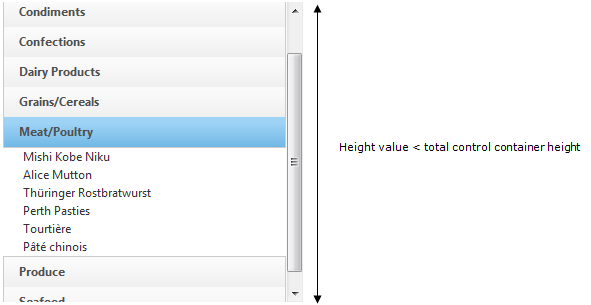 Condiments
Confections
Dairy Products
Grains/Cereals
Meat/Poultry
Mishi Kobe Niku
Alice Mutton
Thüringer Rostbratwurst
Perth Pasties
Tourtière
Pâté chinois
Produce
Seafood
Height value < total control container height